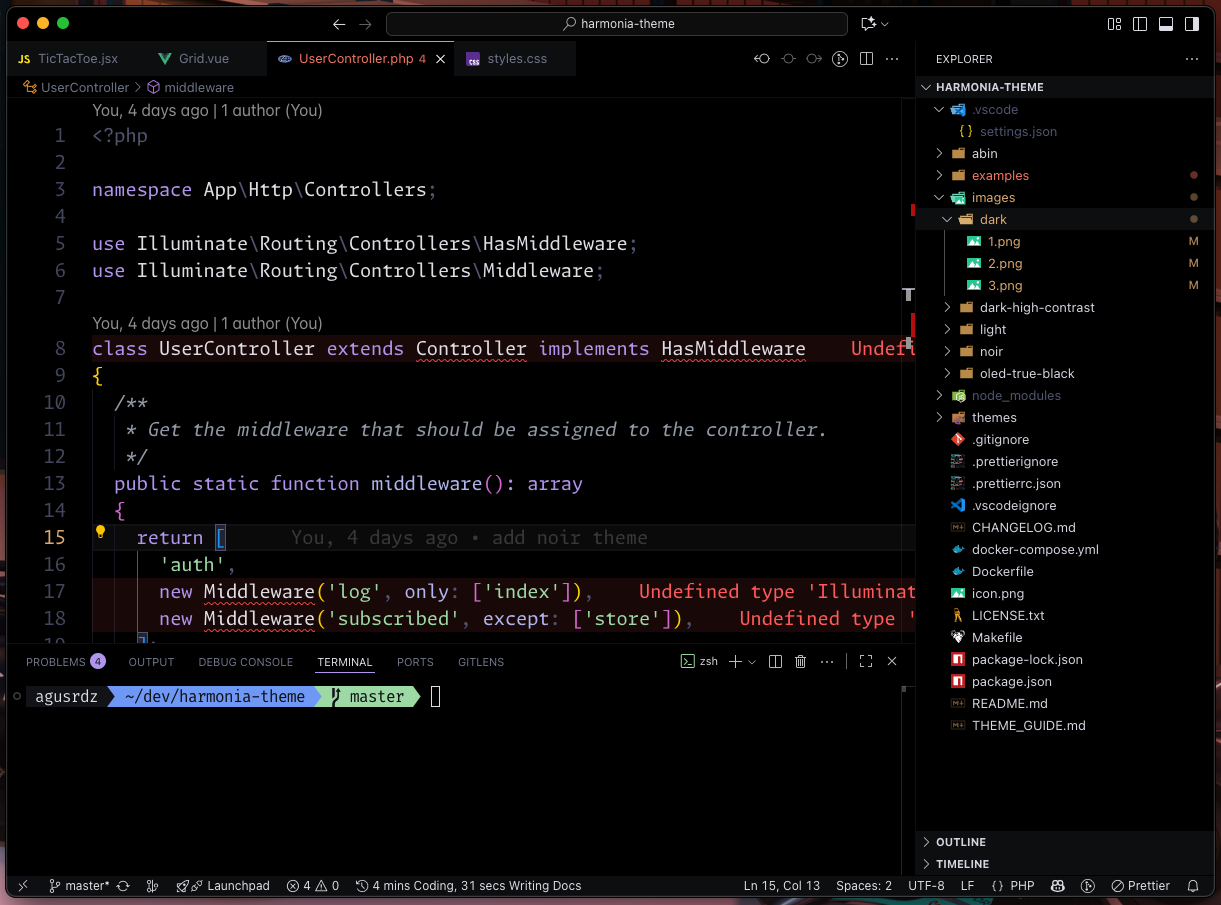 harmonia-theme
JS TicTacToe.jsx
Grid.vue
UserController.php 4
css styles.css
UserController > middleware
You, 4 days ago | 1 author (You)
1 <?php
2
3 namespace App\Http\Controllers;
4
5 use Illuminate\Routing\Controllers\HasMiddleware;
6 use Illuminate\Routing\Controllers\Middleware;
7
You, 4 days ago | 1 author (You)
8 class UserController extends Controller implements HasMiddleware Undefi
9 {
10 /**
11 * Get the middleware that should be assigned to the controller.
12 */
13 public static function middleware(): array
14 {
15 return [ You, 4 days ago • add noir theme
16 'auth',
17 new Middleware('log', only: ['index']), Undefined type 'Illuminat
18 new Middleware('subscribed', except: ['store']), Undefined type '
19 ];
PROBLEMS 4
OUTPUT
DEBUG CONSOLE
TERMINAL
PORTS
GITLENS
zsh
agusrdz ~/dev/harmonia-theme master
EXPLORER
HARMONIA-THEME
.vscode
{ } settings.json
abin
examples
images
dark
1.png M
2.png M
3.png M
dark-high-contrast
light
noir
oled-true-black
node_modules
themes
.gitignore
.prettierignore
.prettierrc.json
.vscodeignore
CHANGELOG.md
docker-compose.yml
Dockerfile
icon.png
LICENSE.txt
Makefile
package-lock.json
package.json
README.md
THEME_GUIDE.md
OUTLINE
TIMELINE
master*
Launchpad
4
0
4 mins Coding, 31 secs Writing Docs
Ln 15, Col 13
Spaces: 2
UTF-8
LF
{ } PHP
Prettier